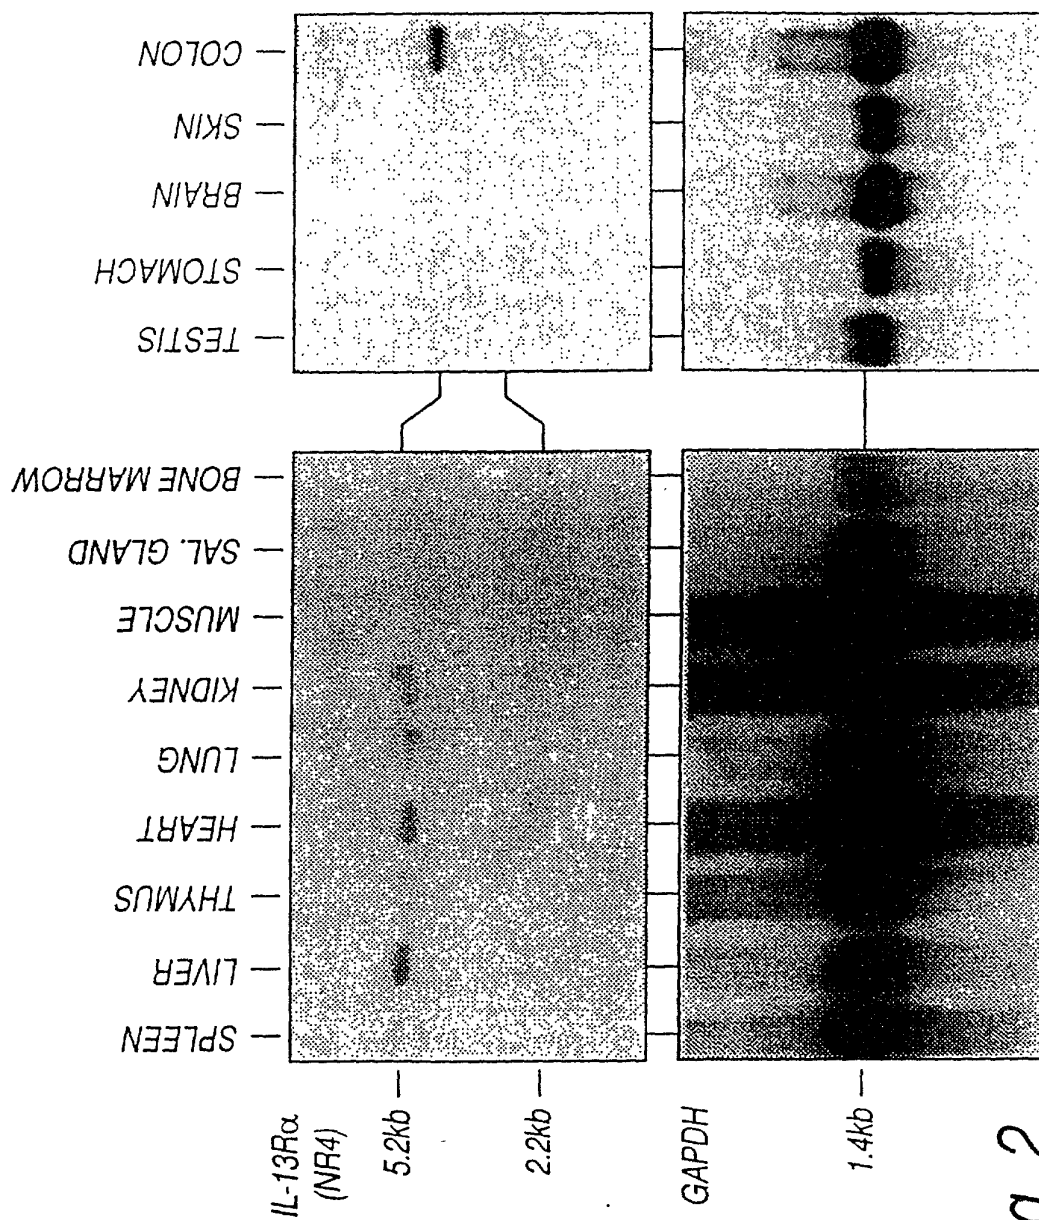 SPLEEN
LIVER
THYMUS
HEART
LUNG
KIDNEY
MUSCLE
SAL. GLAND
BONE MARROW
TESTIS
STOMACH
BRAIN
SKIN
COLON
IL-13Rα
(NR4)
5.2kb
2.2kb
GAPDH
1.4kb